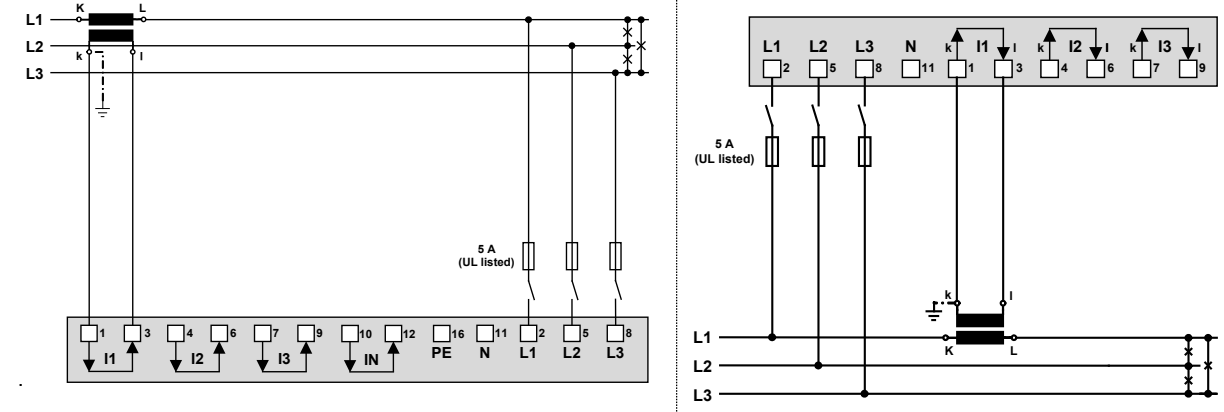 K L
L1
L2
k l
L3
5 A
(UL listed)
1 3 4 6 7 9 10 12 16 11 2 5 8
I1 I2 I3 IN PE N L1 L2 L3
.
L1 L2 L3 N k I1 l k I2 l k I3 l
2 5 8 11 1 3 4 6 7 9
5 A
(UL listed)
k l
L1
K L
L2
L3